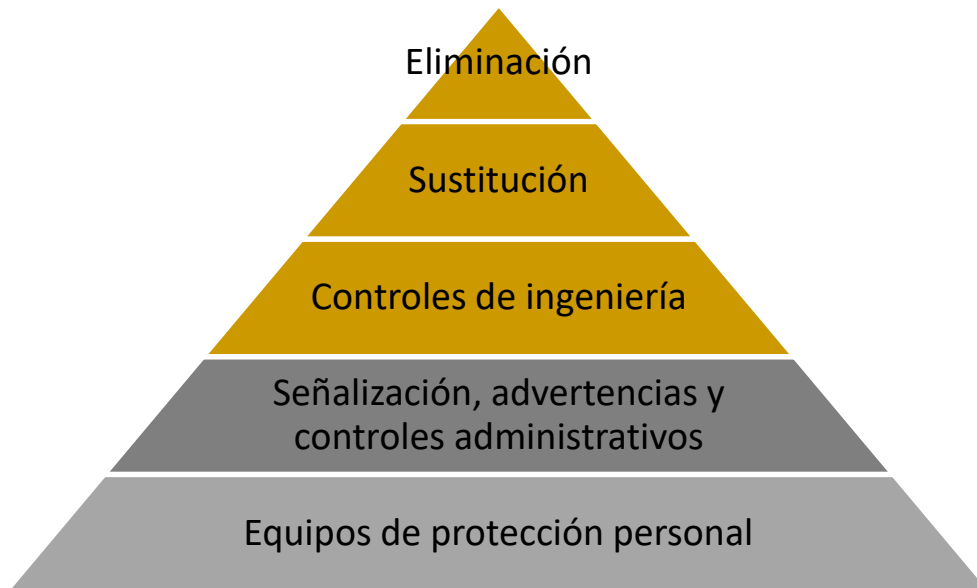 Eliminación
Sustitución
Controles de ingeniería
Señalización, advertencias y
controles administrativos
Equipos de protección personal